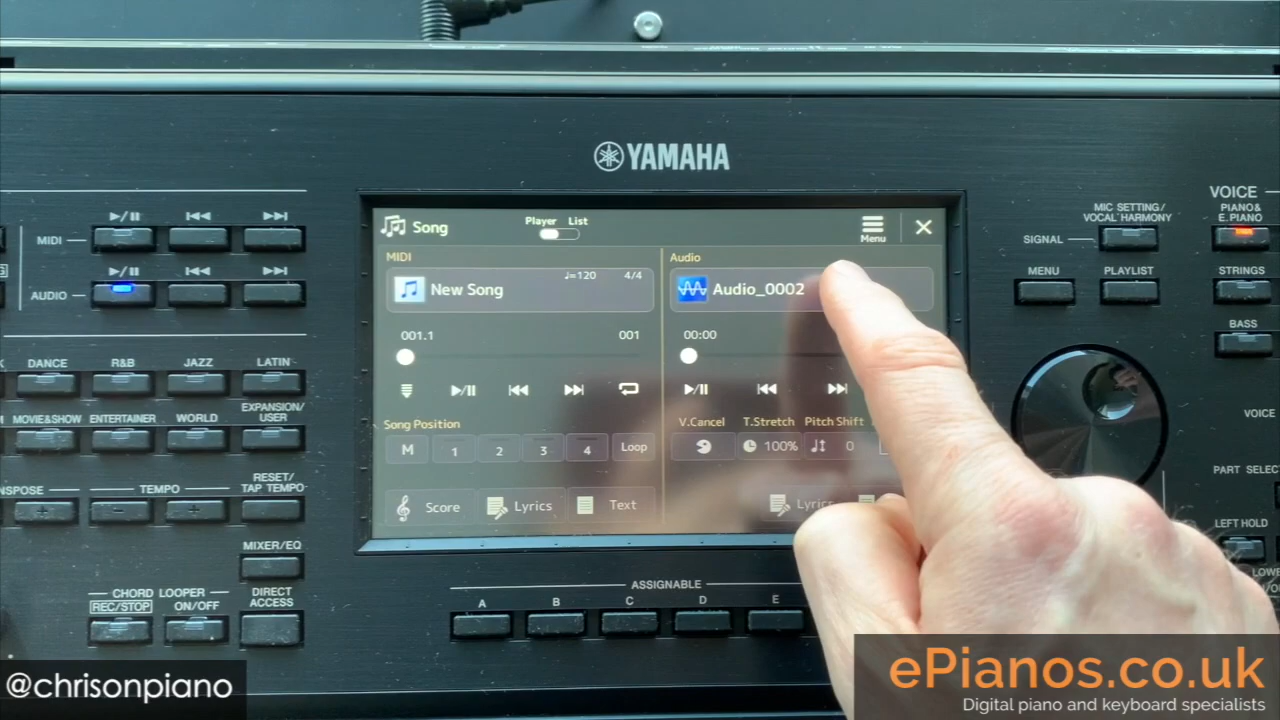 YAMAHA
Song
Player List
Menu
MIDI
New Song
♩=120 4/4
001.1 001
Song Position
M 1 2 3 4 Loop
Score Lyrics Text
Audio
Audio_0002
00:00
V.Cancel T.Stretch Pitch Shift
100% 0
Lyrics
MIDI
AUDIO
DANCE R&B JAZZ LATIN
MOVIE&SHOW ENTERTAINER WORLD EXPANSION/
USER
NSPOSE TEMPO RESET/
TAP TEMPO
+ - +
MIXER/EQ
CHORD LOOPER
REC/STOP ON/OFF
DIRECT
ACCESS
ASSIGNABLE
A B C D E
MIC SETTING/
VOCAL HARMONY
SIGNAL
MENU PLAYLIST
VOICE
PIANO&
E.PIANO
STRINGS
BASS
VOICE
PART SELEC
LEFT HOLD
@chrisonpiano
ePianos.co.uk
Digital piano and keyboard specialists